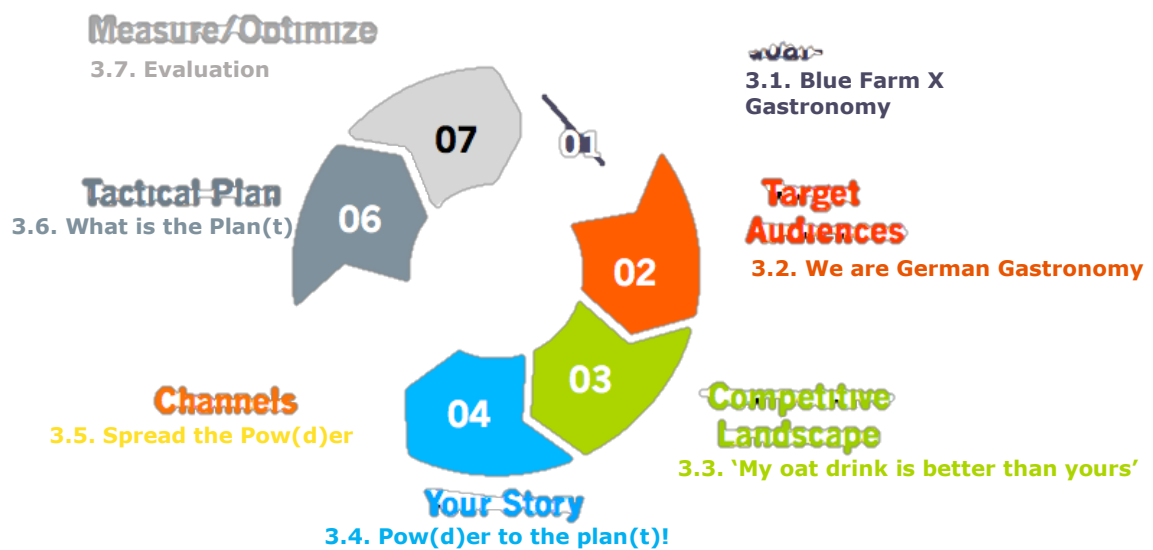 Measure/Optimize
3.7. Evaluation
3.1. Blue Farm X
Gastronomy
07
01
Tactical Plan
3.6. What is the Plan(t)
06
Target
Audiences
3.2. We are German Gastronomy
02
03
Channels
3.5. Spread the Pow(d)er
04
Competitive
Landscape
3.3. ‘My oat drink is better than yours’
Your Story
3.4. Pow(d)er to the plan(t)!